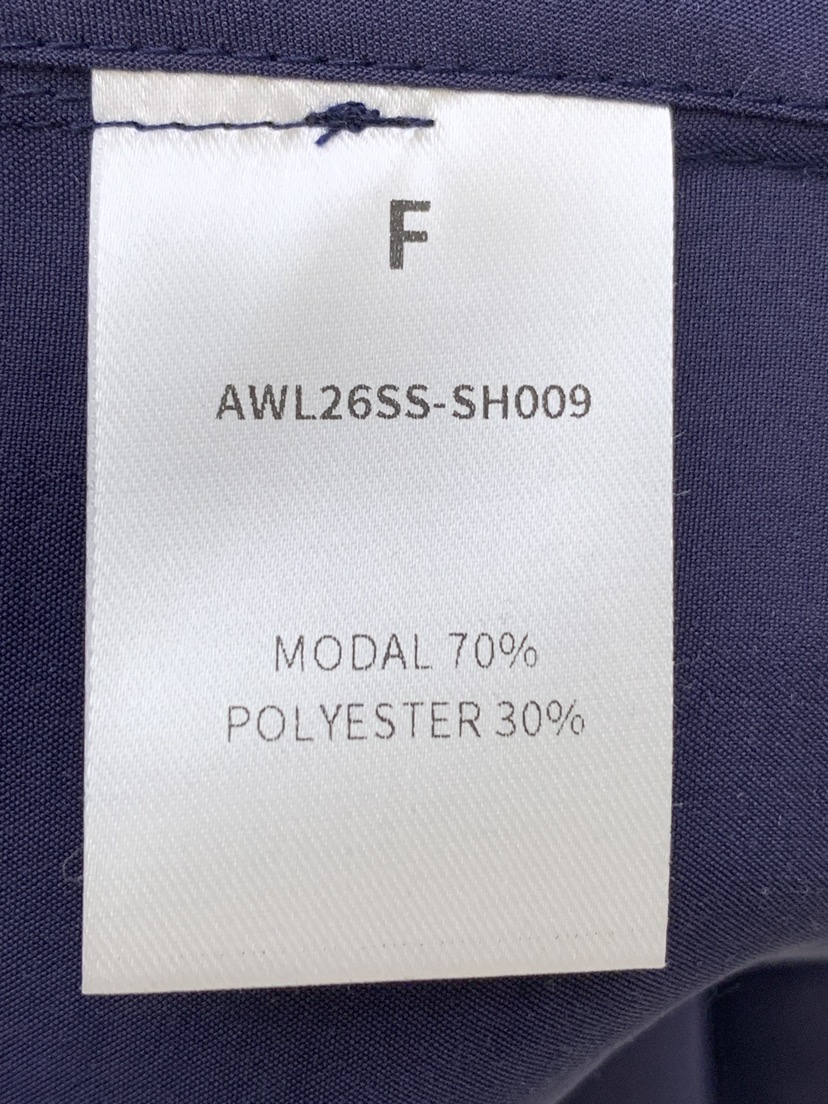 F
AWL26SS-SH009
MODAL 70%
POLYESTER 30%